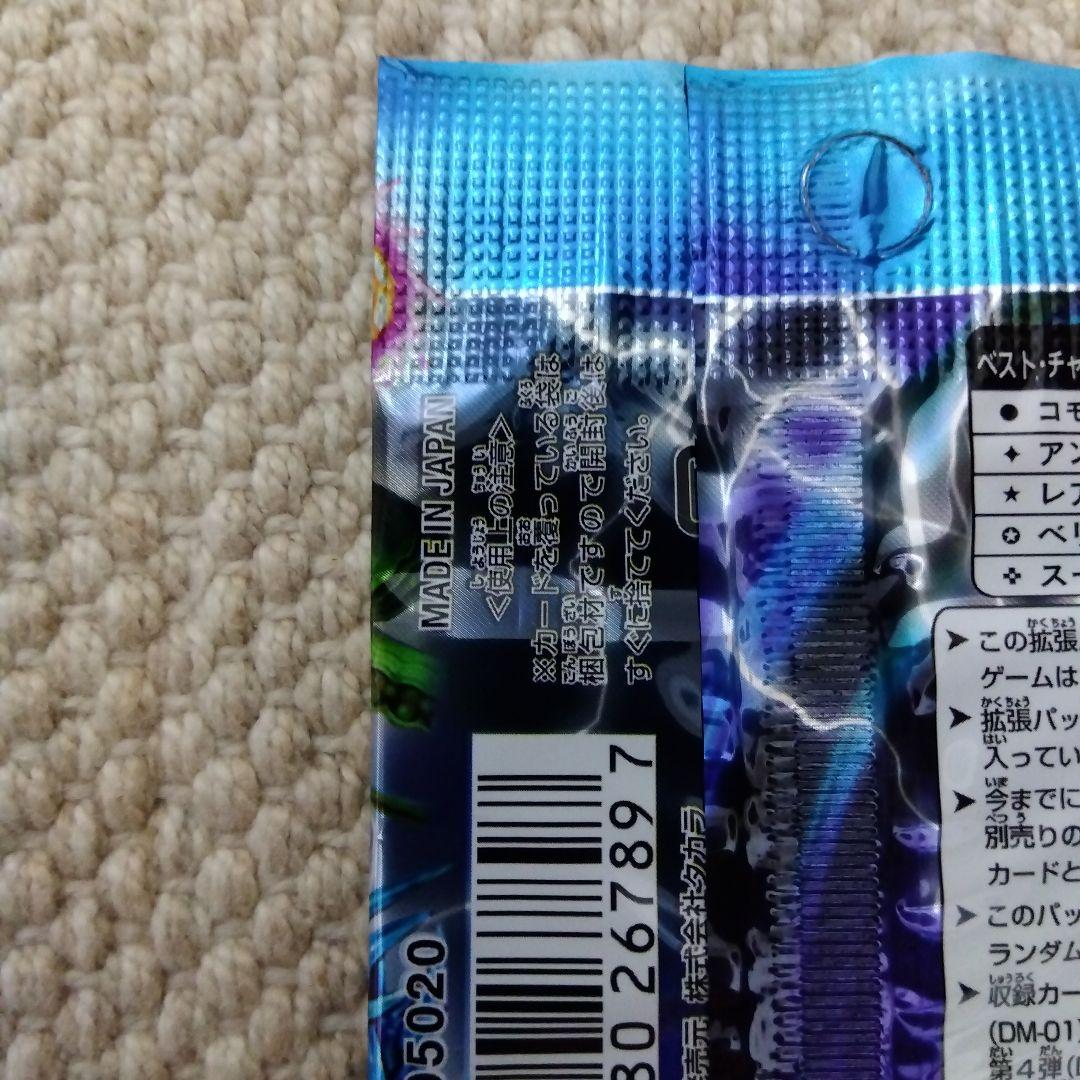 MADE IN JAPAN
＜使用上の注意＞
※カードを覆っている袋は
梱包材ですので開封後は
すぐに捨ててください。
5020
8026789 7
発売元 株式会社タカラ
ベスト・チャ
● コモ
✦ アン
★ レア
✪ ベリ
スー
➤ この拡張
ゲームは
➤ 拡張パッ
入ってい
➤ 今までに
別売りの
カードと
➤ このパッ
ランダム
➤ 収録カー
(DM-01)
第4弾(